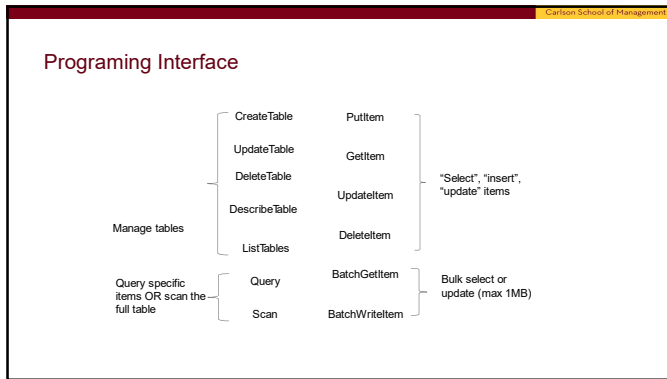 Carlson School of Management
Programing Interface
CreateTable
UpdateTable
DeleteTable
DescribeTable
ListTables
Manage tables
PutItem
GetItem
UpdateItem
DeleteItem
“Select”, “insert”,
“update” items
Query specific
items OR scan the
full table
Query
Scan
BatchGetItem
BatchWriteItem
Bulk select or
update (max 1MB)